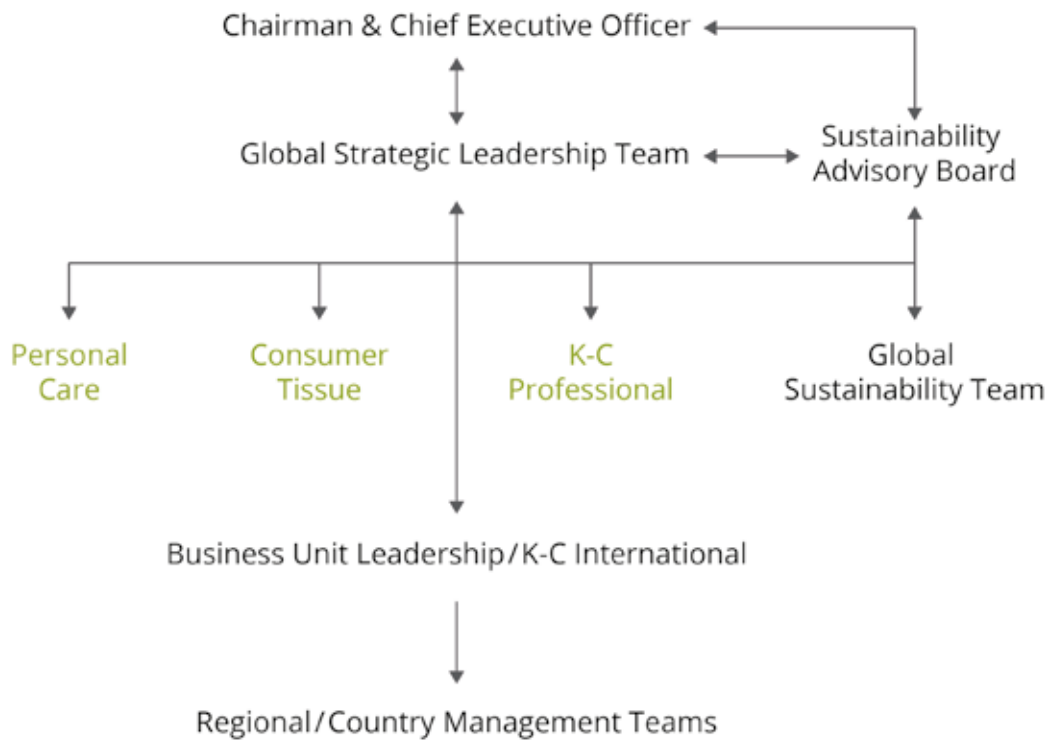 Chairman & Chief Executive Officer
Global Strategic Leadership Team
Sustainability
Advisory Board
Personal
Care
Consumer
Tissue
K-C
Professional
Global
Sustainability Team
Business Unit Leadership/K-C International
Regional/Country Management Teams